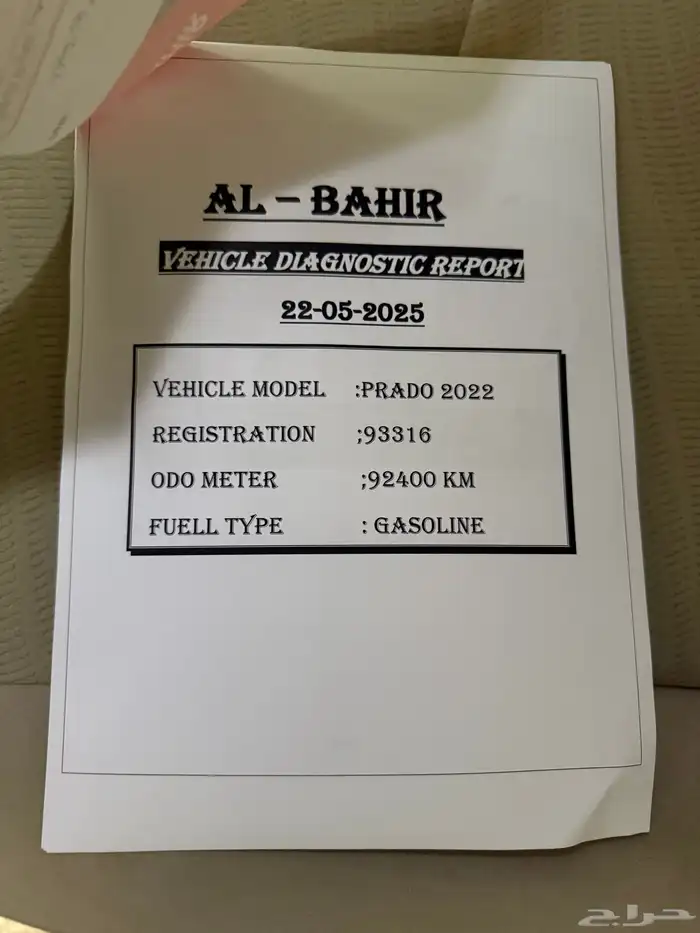 AL – BAHIR
VEHICLE DIAGNOSTIC REPORT
22-05-2025
VEHICLE MODEL :PRADO 2022
REGISTRATION ;93316
ODO METER ;92400 KM
FUELL TYPE : GASOLINE
حراج